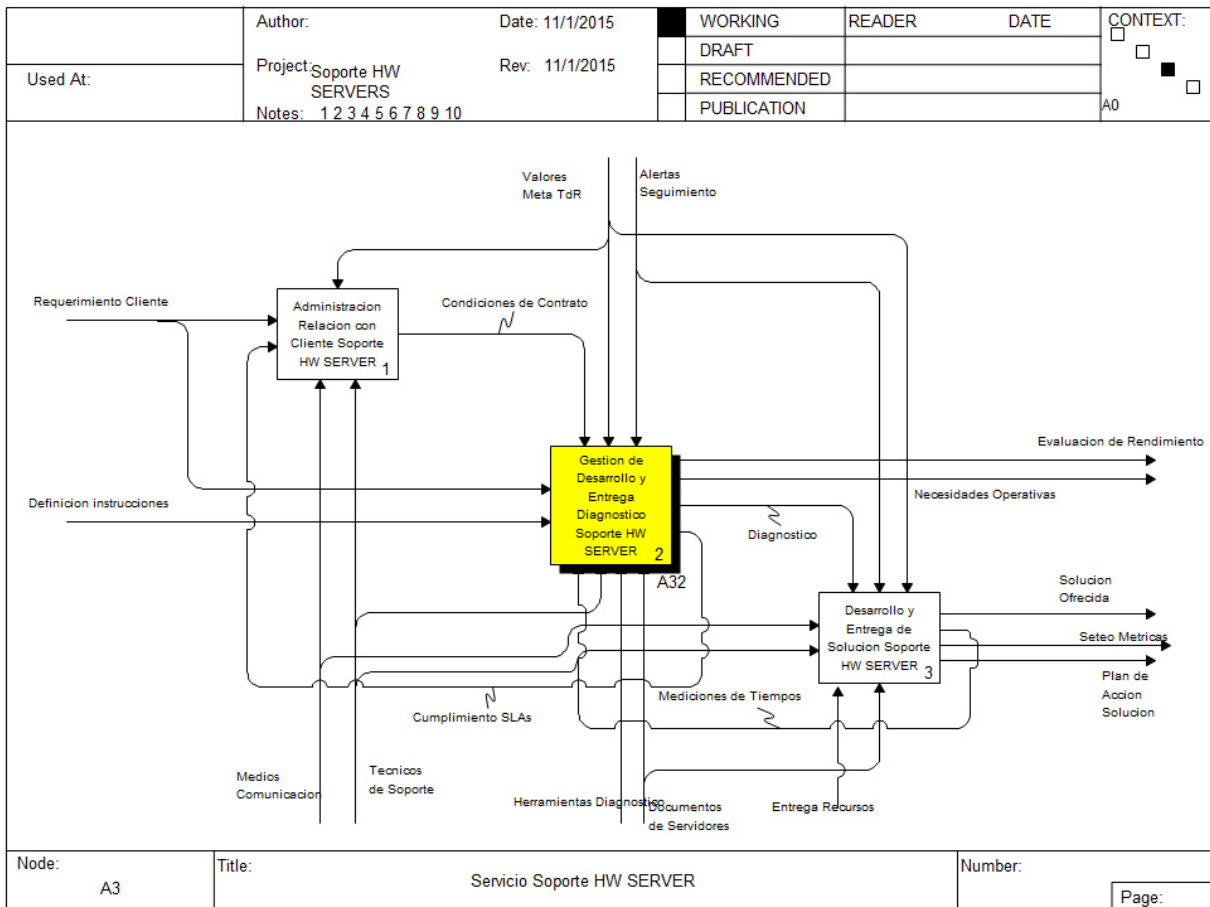 Used At:
Author:
Date: 11/1/2015
Project: Soporte HW
SERVERS
Rev: 11/1/2015
Notes: 1 2 3 4 5 6 7 8 9 10
WORKING
DRAFT
RECOMMENDED
PUBLICATION
READER
DATE
CONTEXT:
A0
Valores
Meta TdR
Alertas
Seguimiento
Requerimiento Cliente
Administracion
Relacion con
Cliente Soporte
HW SERVER
1
Condiciones de Contrato
Definicion instrucciones
Gestion de
Desarrollo y
Entrega
Diagnostico
Soporte HW
SERVER
2
A32
Evaluacion de Rendimiento
Necesidades Operativas
Diagnostico
Desarrollo y
Entrega de
Solucion Soporte
HW SERVER
3
Solucion
Ofrecida
Seteo Metricas
Plan de
Accion
Solucion
Mediciones de Tiempos
Cumplimiento SLAs
Medios
Comunicacion
Tecnicos
de Soporte
Herramientas Diagnostico
Documentos
de Servidores
Entrega Recursos
Node:
A3
Title:
Servicio Soporte HW SERVER
Number:
Page: